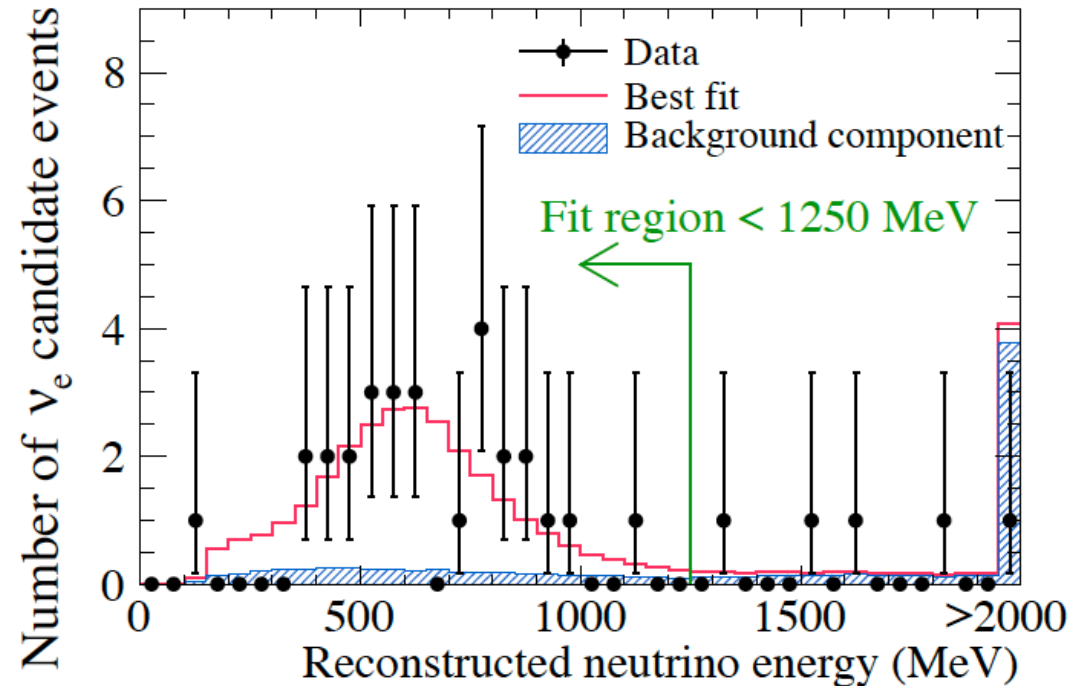 Number of νe candidate events
8
6
4
2
0
Data
Best fit
Background component
Fit region < 1250 MeV
0 500 1000 1500 >2000
Reconstructed neutrino energy (MeV)